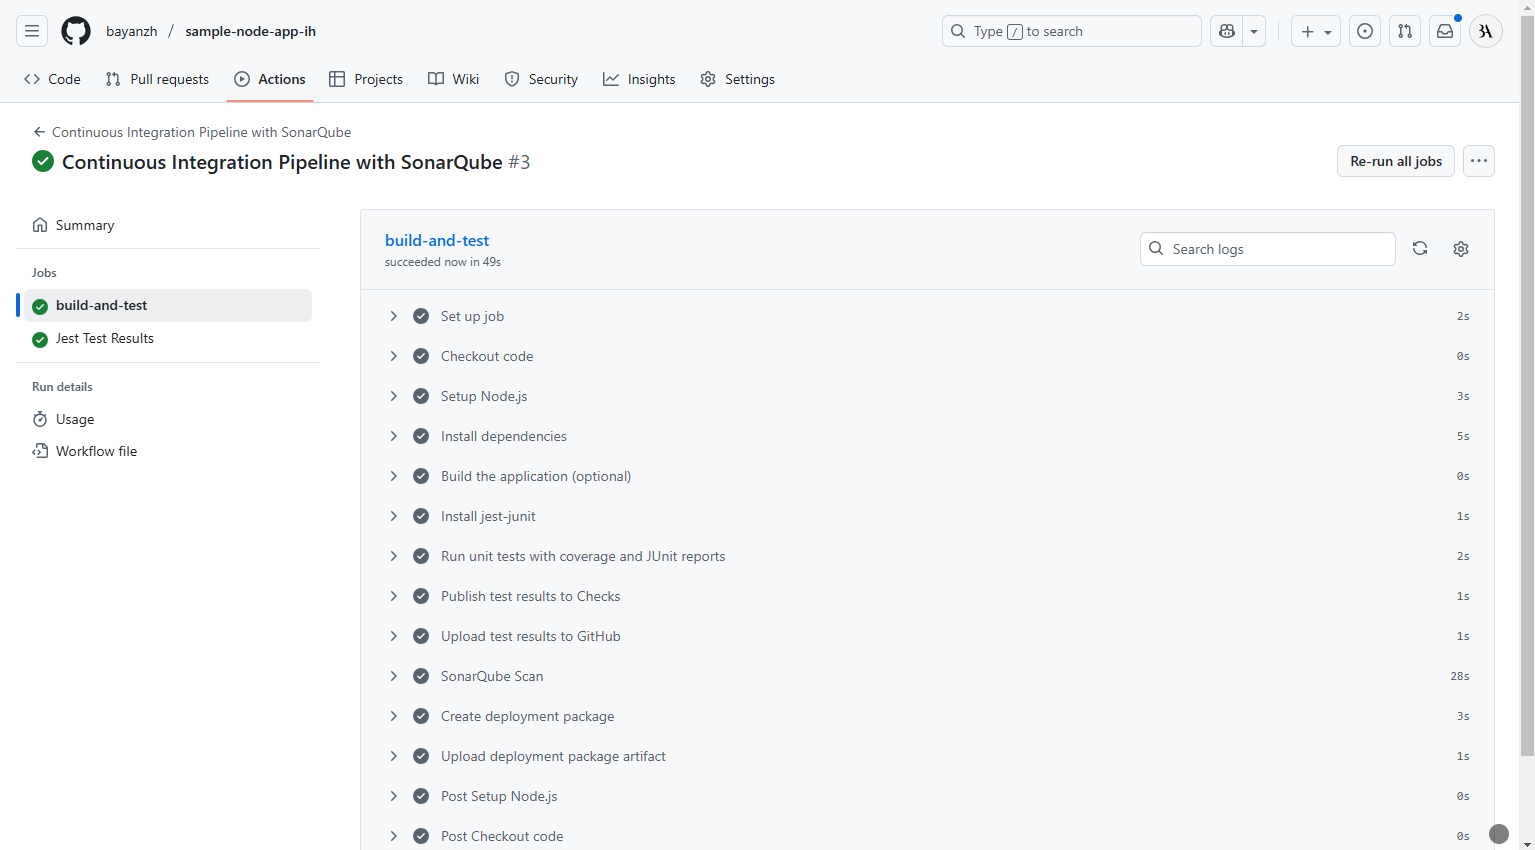 bayanzh / sample-node-app-ih
Type / to search
Code Pull requests Actions Projects Wiki Security Insights Settings
Continuous Integration Pipeline with SonarQube
Continuous Integration Pipeline with SonarQube #3
Re-run all jobs
Summary
Jobs
build-and-test
Jest Test Results
Run details
Usage
Workflow file
build-and-test
succeeded now in 49s
Search logs
Set up job 2s
Checkout code 0s
Setup Node.js 3s
Install dependencies 5s
Build the application (optional) 0s
Install jest-junit 1s
Run unit tests with coverage and JUnit reports 2s
Publish test results to Checks 1s
Upload test results to GitHub 1s
SonarQube Scan 28s
Create deployment package 3s
Upload deployment package artifact 1s
Post Setup Node.js 0s
Post Checkout code 0s